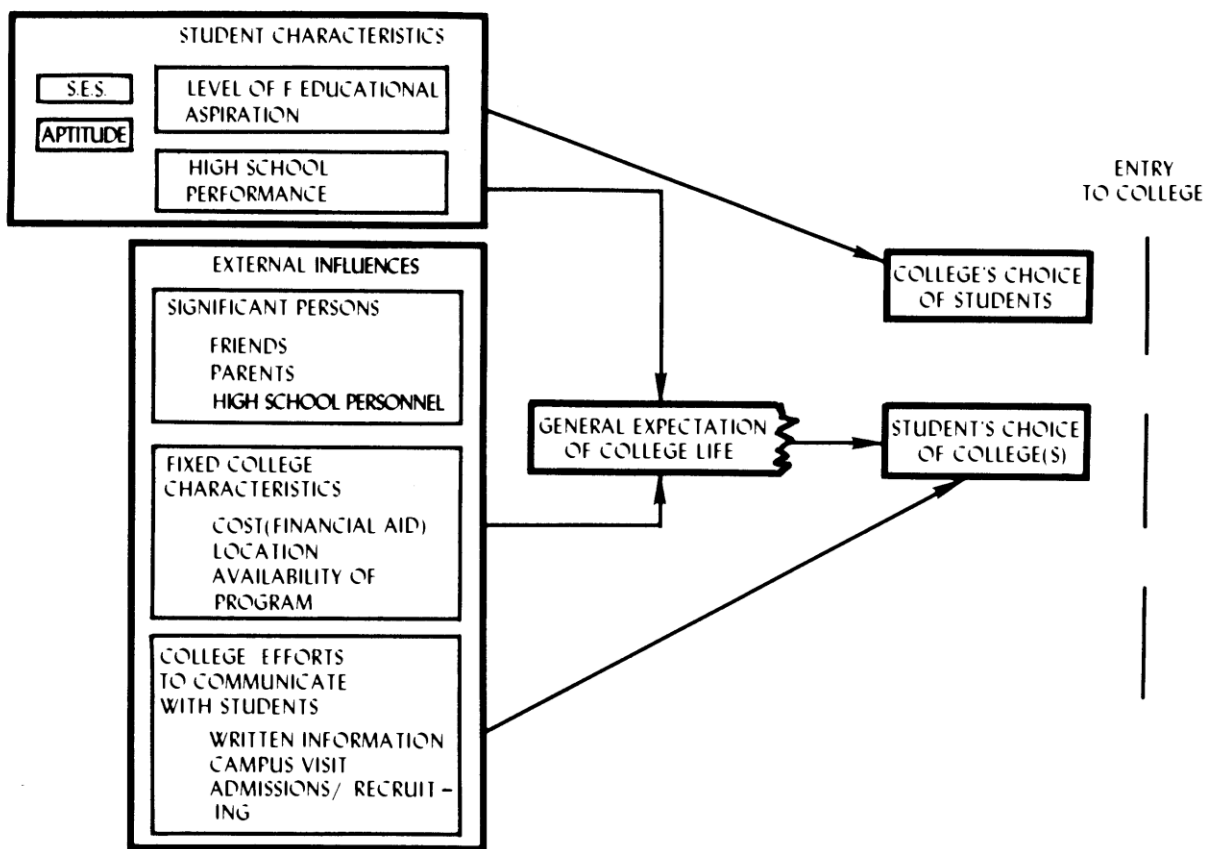 STUDENT CHARACTERISTICS
S.E.S.
APTITUDE
LEVEL OF F EDUCATIONAL
ASPIRATION
HIGH SCHOOL
PERFORMANCE
EXTERNAL INFLUENCES
SIGNIFICANT PERSONS
FRIENDS
PARENTS
HIGH SCHOOL PERSONNEL
FIXED COLLEGE
CHARACTERISTICS
COST(FINANCIAL AID)
LOCATION
AVAILABILITY OF
PROGRAM
COLLEGE EFFORTS
TO COMMUNICATE
WITH STUDENTS
WRITTEN INFORMATION
CAMPUS VISIT
ADMISSIONS/ RECRUIT-
ING
GENERAL EXPECTATION
OF COLLEGE LIFE
COLLEGE'S CHOICE
OF STUDENTS
STUDENT'S CHOICE
OF COLLEGE(S)
ENTRY
TO COLLEGE